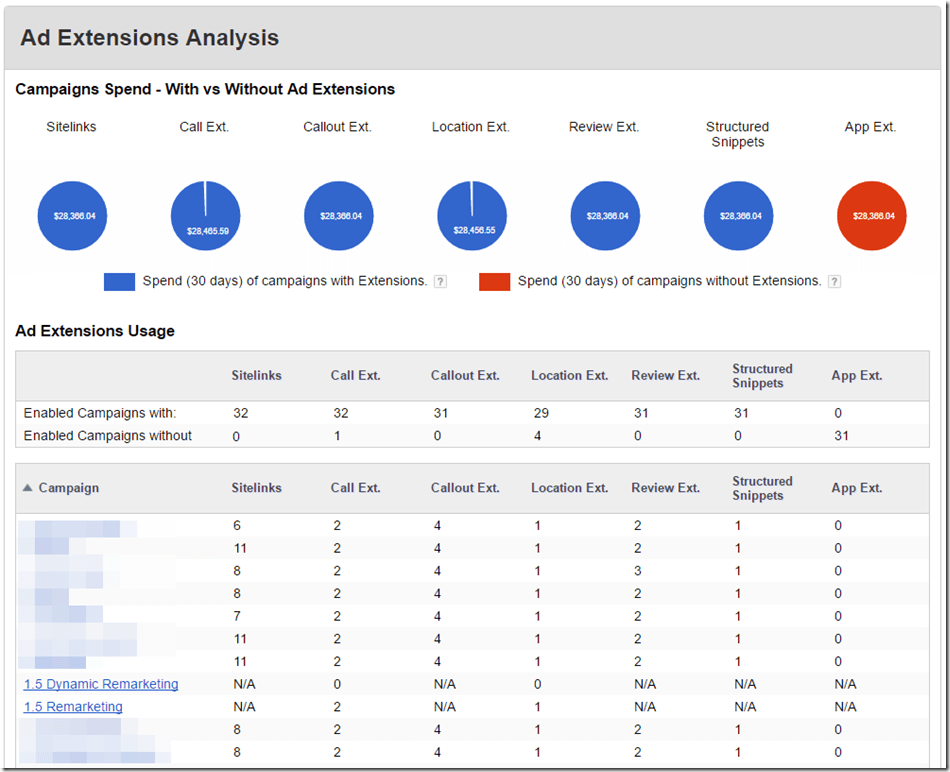 Ad Extensions Analysis
Campaigns Spend - With vs Without Ad Extensions
Sitelinks Call Ext. Callout Ext. Location Ext. Review Ext. Structured Snippets App Ext.
$28,366.04 $28,465.59 $28,366.04 $28,456.55 $28,366.04 $28,366.04 $28,366.04
Spend (30 days) of campaigns with Extensions. ? Spend (30 days) of campaigns without Extensions. ?
Ad Extensions Usage
Sitelinks Call Ext. Callout Ext. Location Ext. Review Ext. Structured Snippets App Ext.
Enabled Campaigns with: 32 32 31 29 31 31 0
Enabled Campaigns without 0 1 0 4 0 0 31
Campaign Sitelinks Call Ext. Callout Ext. Location Ext. Review Ext. Structured Snippets App Ext.
6 2 4 1 2 1 0
11 2 4 1 2 1 0
8 2 4 1 3 1 0
8 2 4 1 2 1 0
7 2 4 1 2 1 0
11 2 4 1 2 1 0
11 2 4 1 2 1 0
1.5 Dynamic Remarketing N/A 0 N/A 0 N/A N/A N/A
1.5 Remarketing N/A 2 N/A 1 N/A N/A N/A
8 2 4 1 2 1 0
8 2 4 1 2 1 0